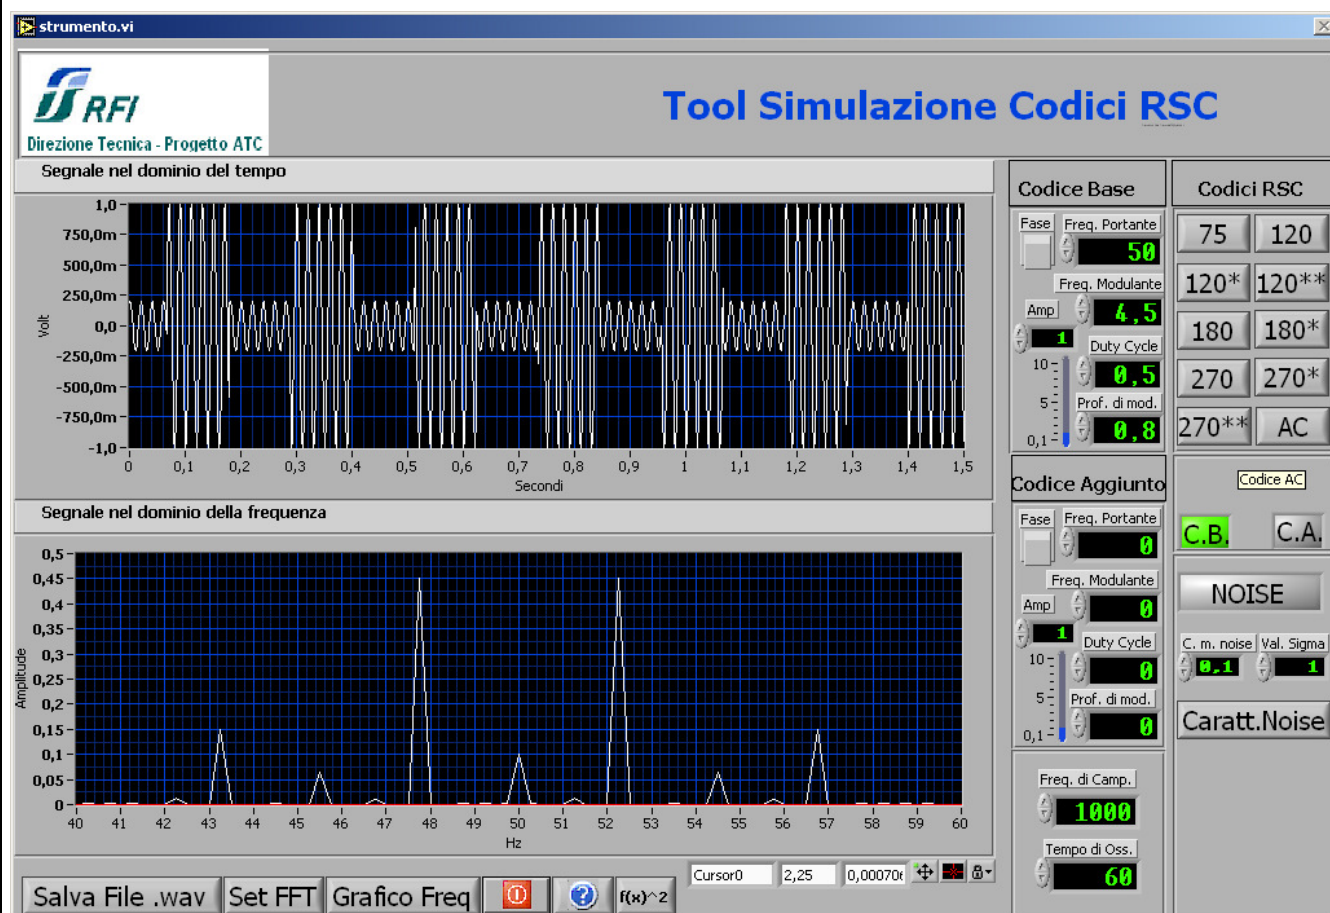 strumento.vi
RFI
Direzione Tecnica - Progetto ATC
Tool Simulazione Codici RSC
Segnale nel dominio del tempo
1,0
750,0m
500,0m
250,0m
0,0
-250,0m
-500,0m
-750,0m
-1,0
Volt
0 0,1 0,2 0,3 0,4 0,5 0,6 0,7 0,8 0,9 1 1,1 1,2 1,3 1,4 1,5
Secondi
Segnale nel dominio della frequenza
0,5
0,45
0,4
0,35
0,3
0,25
0,2
0,15
0,1
0,05
0
Amplitude
40 41 42 43 44 45 46 47 48 49 50 51 52 53 54 55 56 57 58 59 60
Hz
Cursor0 2,25 0,00070
Salva File .wav Set FFT Grafico Freq f(x)^2
Codice Base
Fase Freq. Portante
50
Freq. Modulante
4,5
Amp
1
Duty Cycle
0,5
10
5
0,1
Prof. di mod.
0,8
Codice Aggiunto
Fase Freq. Portante
0
Freq. Modulante
0
Amp
1
Duty Cycle
0
10
5
0,1
Prof. di mod.
0
Freq. di Camp.
1000
Tempo di Oss.
60
Codici RSC
75 120
120* 120**
180 180*
270 270*
270** AC
Codice AC
C.B. C.A.
NOISE
C. m. noise Val. Sigma
0,1 1
Caratt.Noise